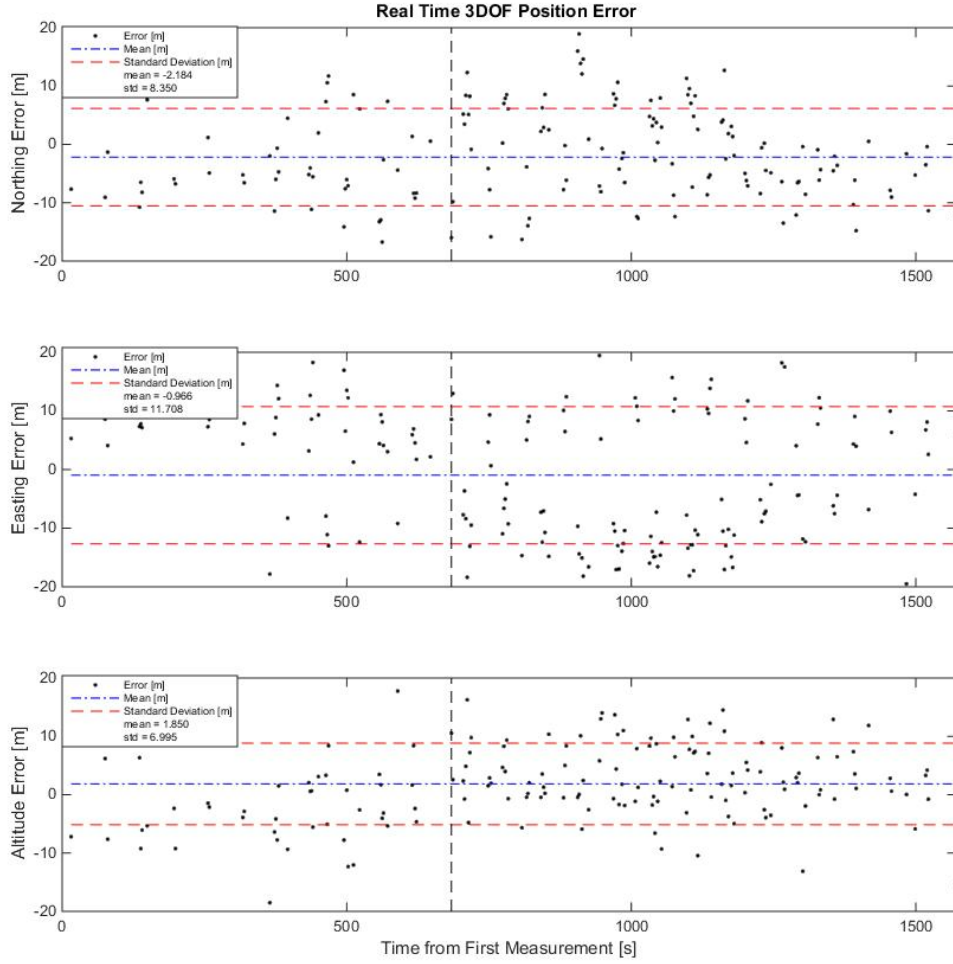 Real Time 3DOF Position Error
Northing Error [m]
20
10
0
-10
-20
Error [m]
Mean [m]
Standard Deviation [m]
mean = -2.184
std = 8.350
0
500
1000
1500
Easting Error [m]
20
10
0
-10
-20
Error [m]
Mean [m]
Standard Deviation [m]
mean = -0.966
std = 11.708
0
500
1000
1500
Altitude Error [m]
20
10
0
-10
-20
Error [m]
Mean [m]
Standard Deviation [m]
mean = 1.850
std = 6.995
0
500
1000
1500
Time from First Measurement [s]